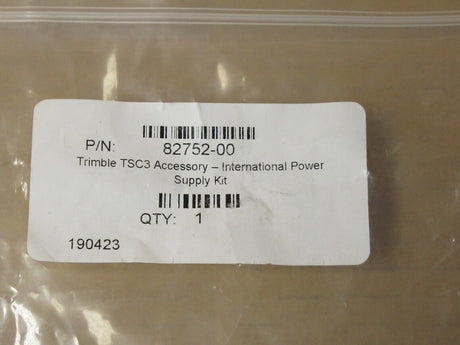 P/N: 82752-00
Trimble TSC3 Accessory – International Power
Supply Kit
QTY: 1
190423